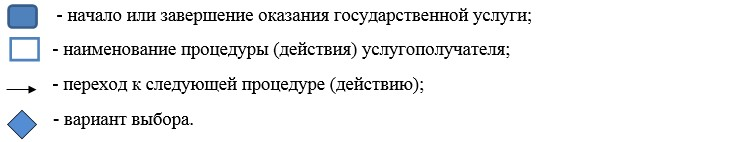 - начало или завершение оказания государственной услуги;
- наименование процедуры (действия) услугополучателя;
- переход к следующей процедуре (действию);
- вариант выбора.